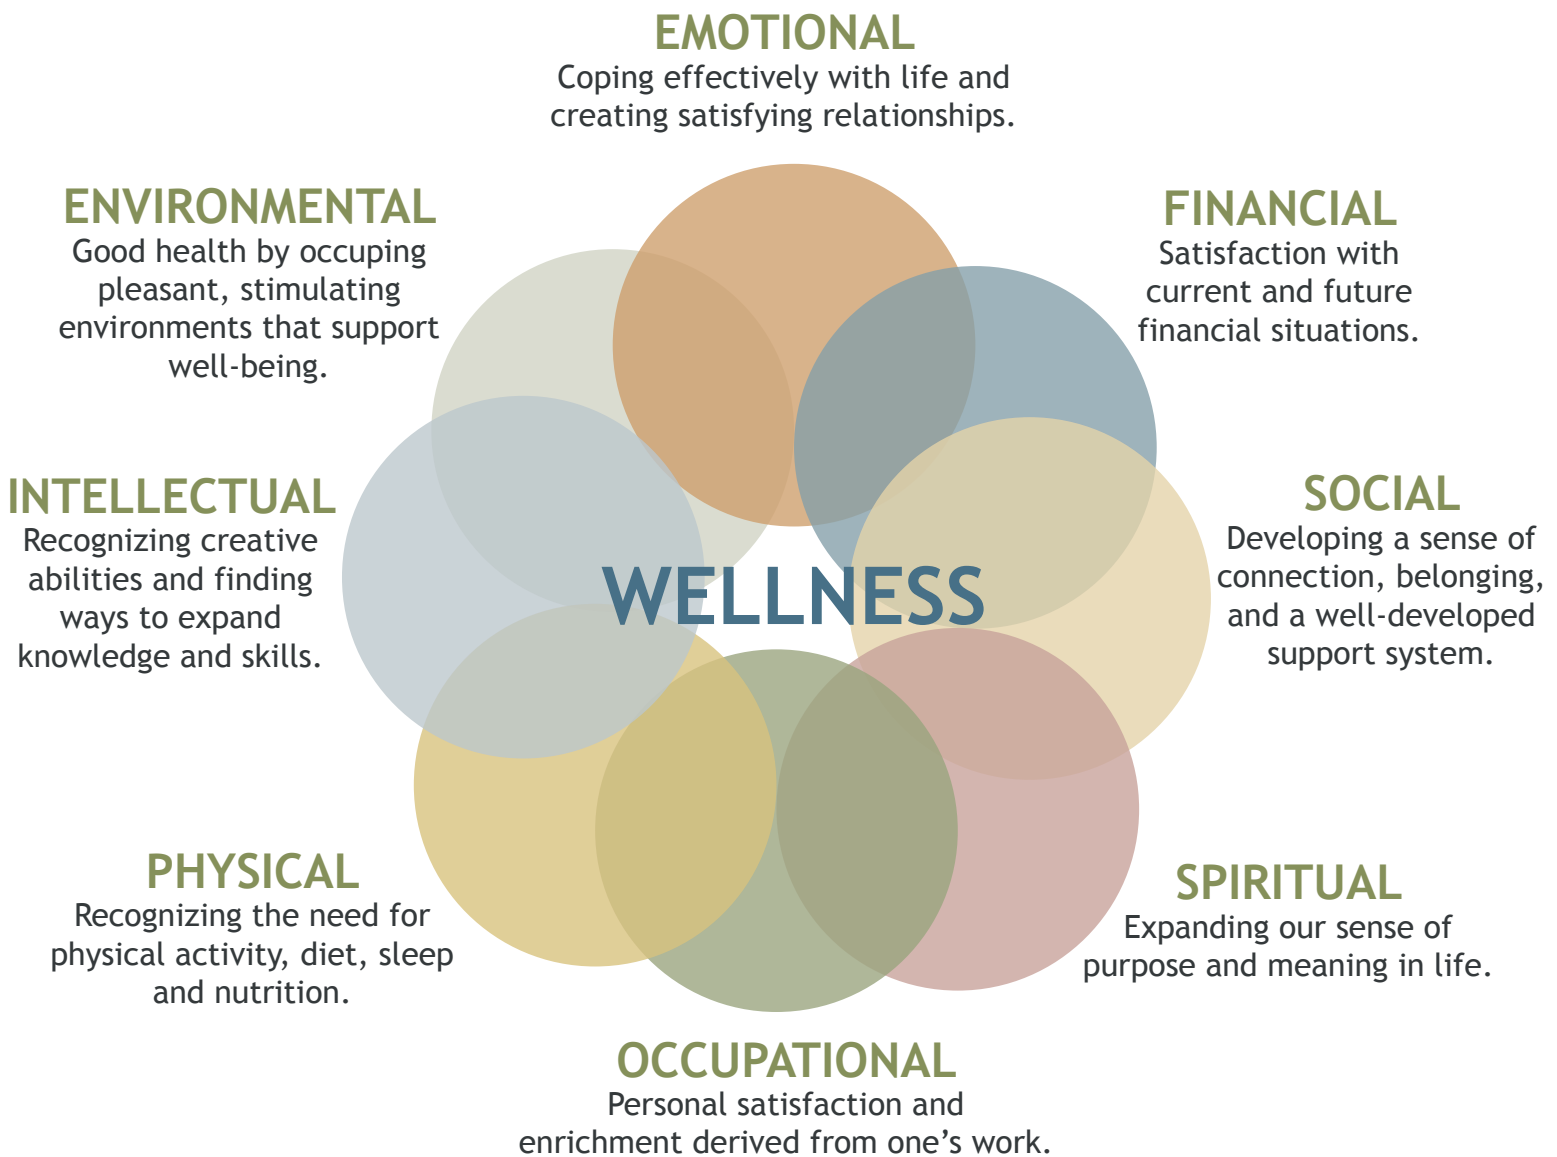 EMOTIONAL
Coping effectively with life and
creating satisfying relationships.
ENVIRONMENTAL
Good health by occuping
pleasant, stimulating
environments that support
well-being.
FINANCIAL
Satisfaction with
current and future
financial situations.
INTELLECTUAL
Recognizing creative
abilities and finding
ways to expand
knowledge and skills.
WELLNESS
SOCIAL
Developing a sense of
connection, belonging,
and a well-developed
support system.
PHYSICAL
Recognizing the need for
physical activity, diet, sleep
and nutrition.
SPIRITUAL
Expanding our sense of
purpose and meaning in life.
OCCUPATIONAL
Personal satisfaction and
enrichment derived from one’s work.